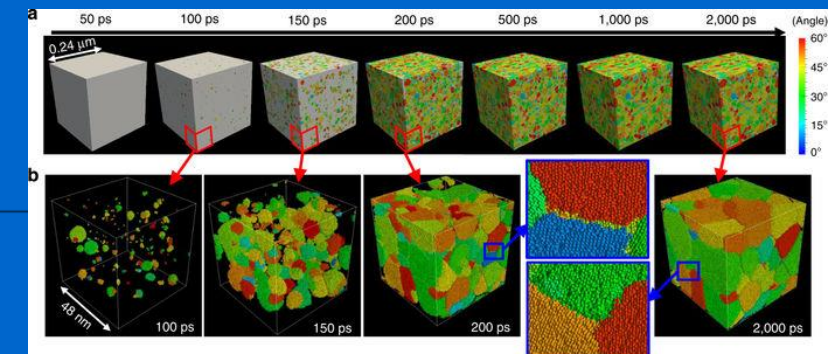 a
50 ps 100 ps 150 ps 200 ps 500 ps 1,000 ps 2,000 ps (Angle)
0.24 μm
60°
45°
30°
15°
0°
b
48 nm
100 ps 150 ps 200 ps 2,000 ps